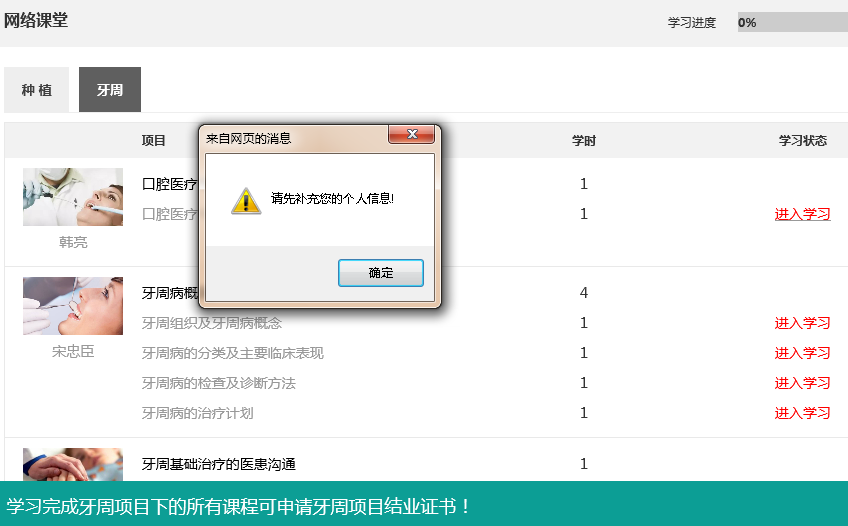 网络课堂
学习进度 0%
种 植 牙周
项目 学时 学习状态
来自网页的消息
请先补充您的个人信息!
确定
口腔医疗 1
口腔医疗 1 进入学习
韩亮
牙周病概 4
牙周组织及牙周病概念 1 进入学习
牙周病的分类及主要临床表现 1 进入学习
宋忠臣
牙周病的检查及诊断方法 1 进入学习
牙周病的治疗计划 1 进入学习
牙周基础治疗的医患沟通 1
学习完成牙周项目下的所有课程可申请牙周项目结业证书！